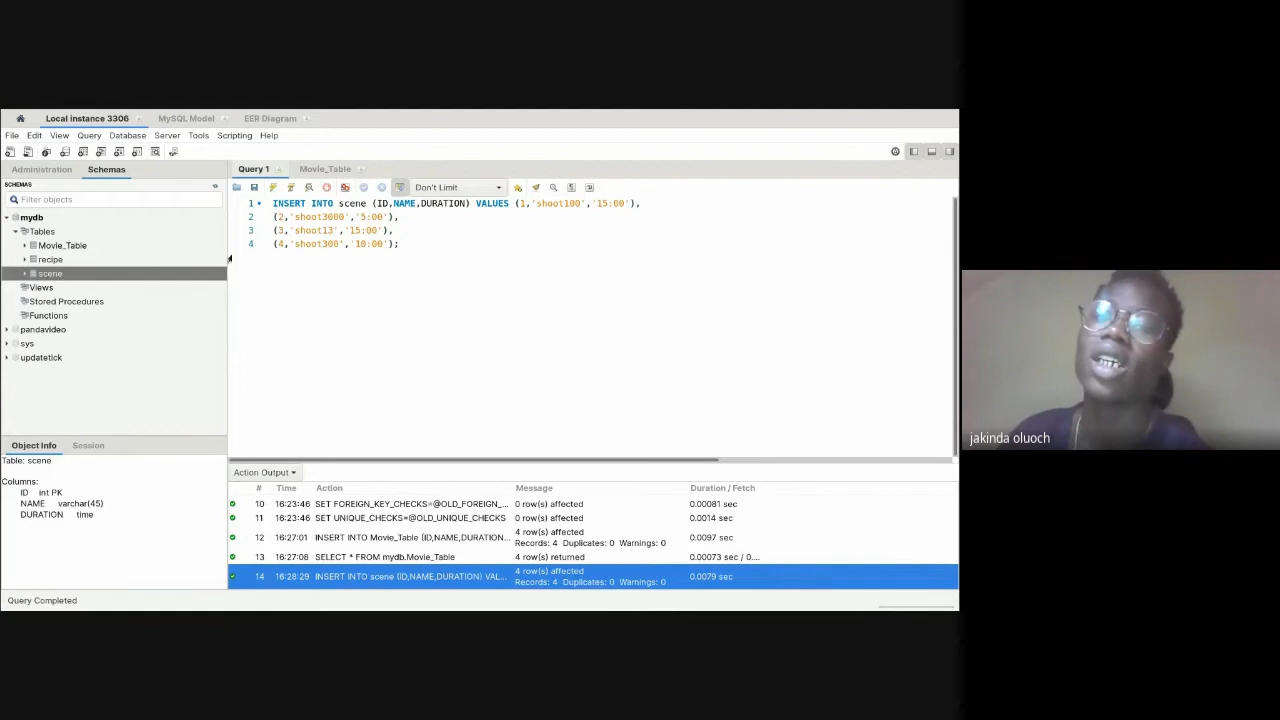 Local instance 3306 MySQL Model EER Diagram
File Edit View Query Database Server Tools Scripting Help
Administration Schemas
SCHEMAS
Filter objects
mydb
Tables
Movie_Table
recipe
scene
Views
Stored Procedures
Functions
pandavideo
sys
updatetick
Query 1 Movie_Table
Don't Limit
1 INSERT INTO scene (ID,NAME,DURATION) VALUES (1,'shoot100','15:00'),
2 (2,'shoot3000','5:00'),
3 (3,'shoot13','15:00'),
4 (4,'shoot300','10:00');
Object Info Session
Table: scene
Columns:
ID int PK
NAME varchar(45)
DURATION time
Action Output
# Time Action Message Duration / Fetch
10 16:23:46 SET FOREIGN_KEY_CHECKS=@OLD_FOREIGN_... 0 row(s) affected 0.00081 sec
11 16:23:46 SET UNIQUE_CHECKS=@OLD_UNIQUE_CHECKS 0 row(s) affected 0.0014 sec
12 16:27:01 INSERT INTO Movie_Table (ID,NAME,DURATION... 4 row(s) affected
Records: 4 Duplicates: 0 Warnings: 0 0.0097 sec
13 16:27:08 SELECT * FROM mydb.Movie_Table 4 row(s) returned 0.00073 sec / 0....
14 16:28:29 INSERT INTO scene (ID,NAME,DURATION) VAL... 4 row(s) affected
Records: 4 Duplicates: 0 Warnings: 0 0.0079 sec
Query Completed
jakinda oluoch